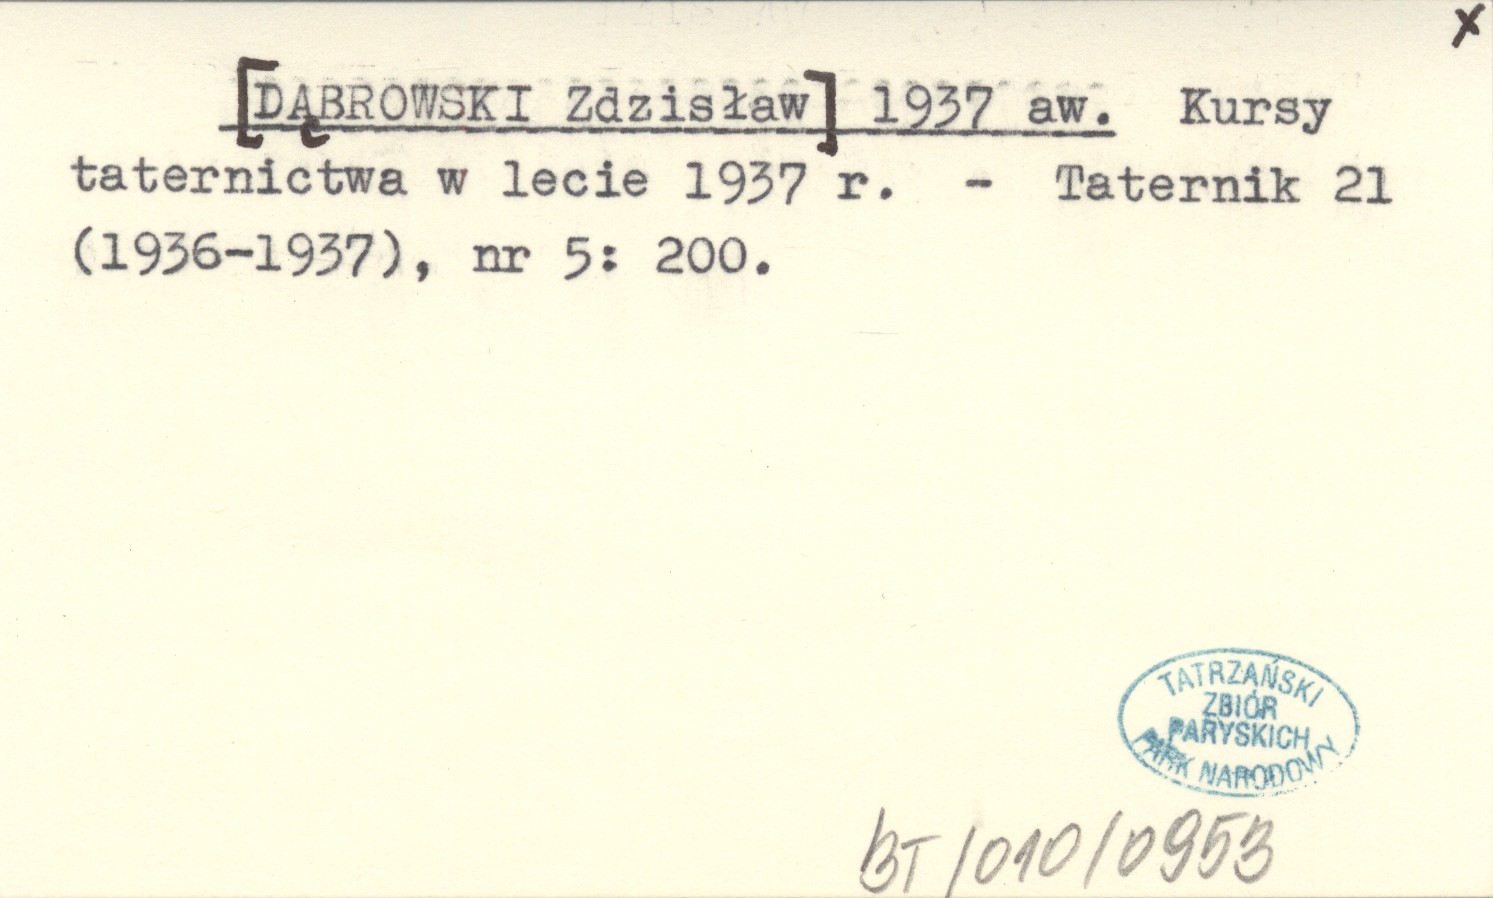 x
[DĄBROWSKI Zdzisław] 1937 aw. Kursy
taternictwa w lecie 1937 r. - Taternik 21
(1936-1937), nr 5: 200.
TATRZAŃSKI
ZBIÓR
PARYSKICH
PARK NARODOWY
BT/010/0953